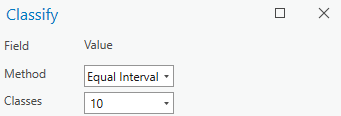 Classify
Field Value
Method Equal Interval
Classes 10